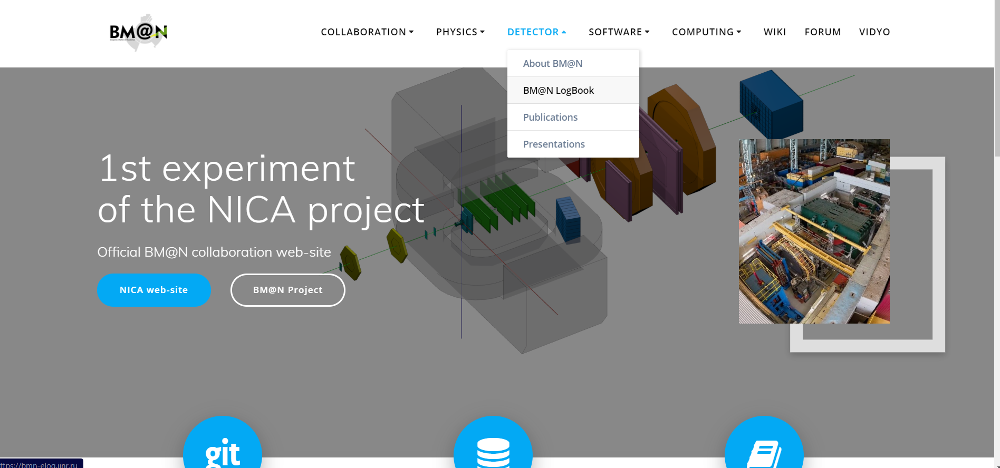 BM@N
COLLABORATION
PHYSICS
DETECTOR
SOFTWARE
COMPUTING
WIKI
FORUM
VIDYO
About BM@N
BM@N LogBook
Publications
Presentations
1st experiment
of the NICA project
Official BM@N collaboration web-site
NICA web-site
BM@N Project
git
ttps://bmn-elog.jinr.ru